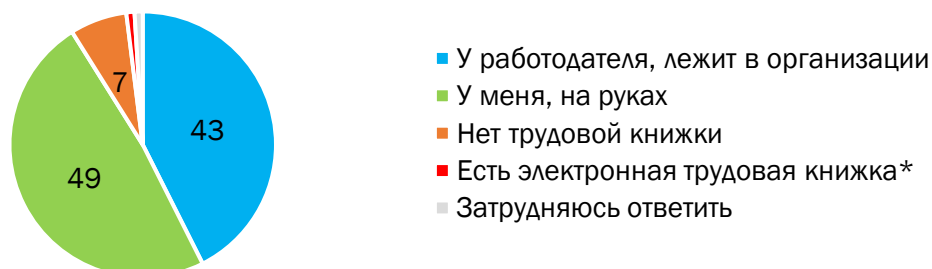 43
49
7
У работодателя, лежит в организации
У меня, на руках
Нет трудовой книжки
Есть электронная трудовая книжка*
Затрудняюсь ответить